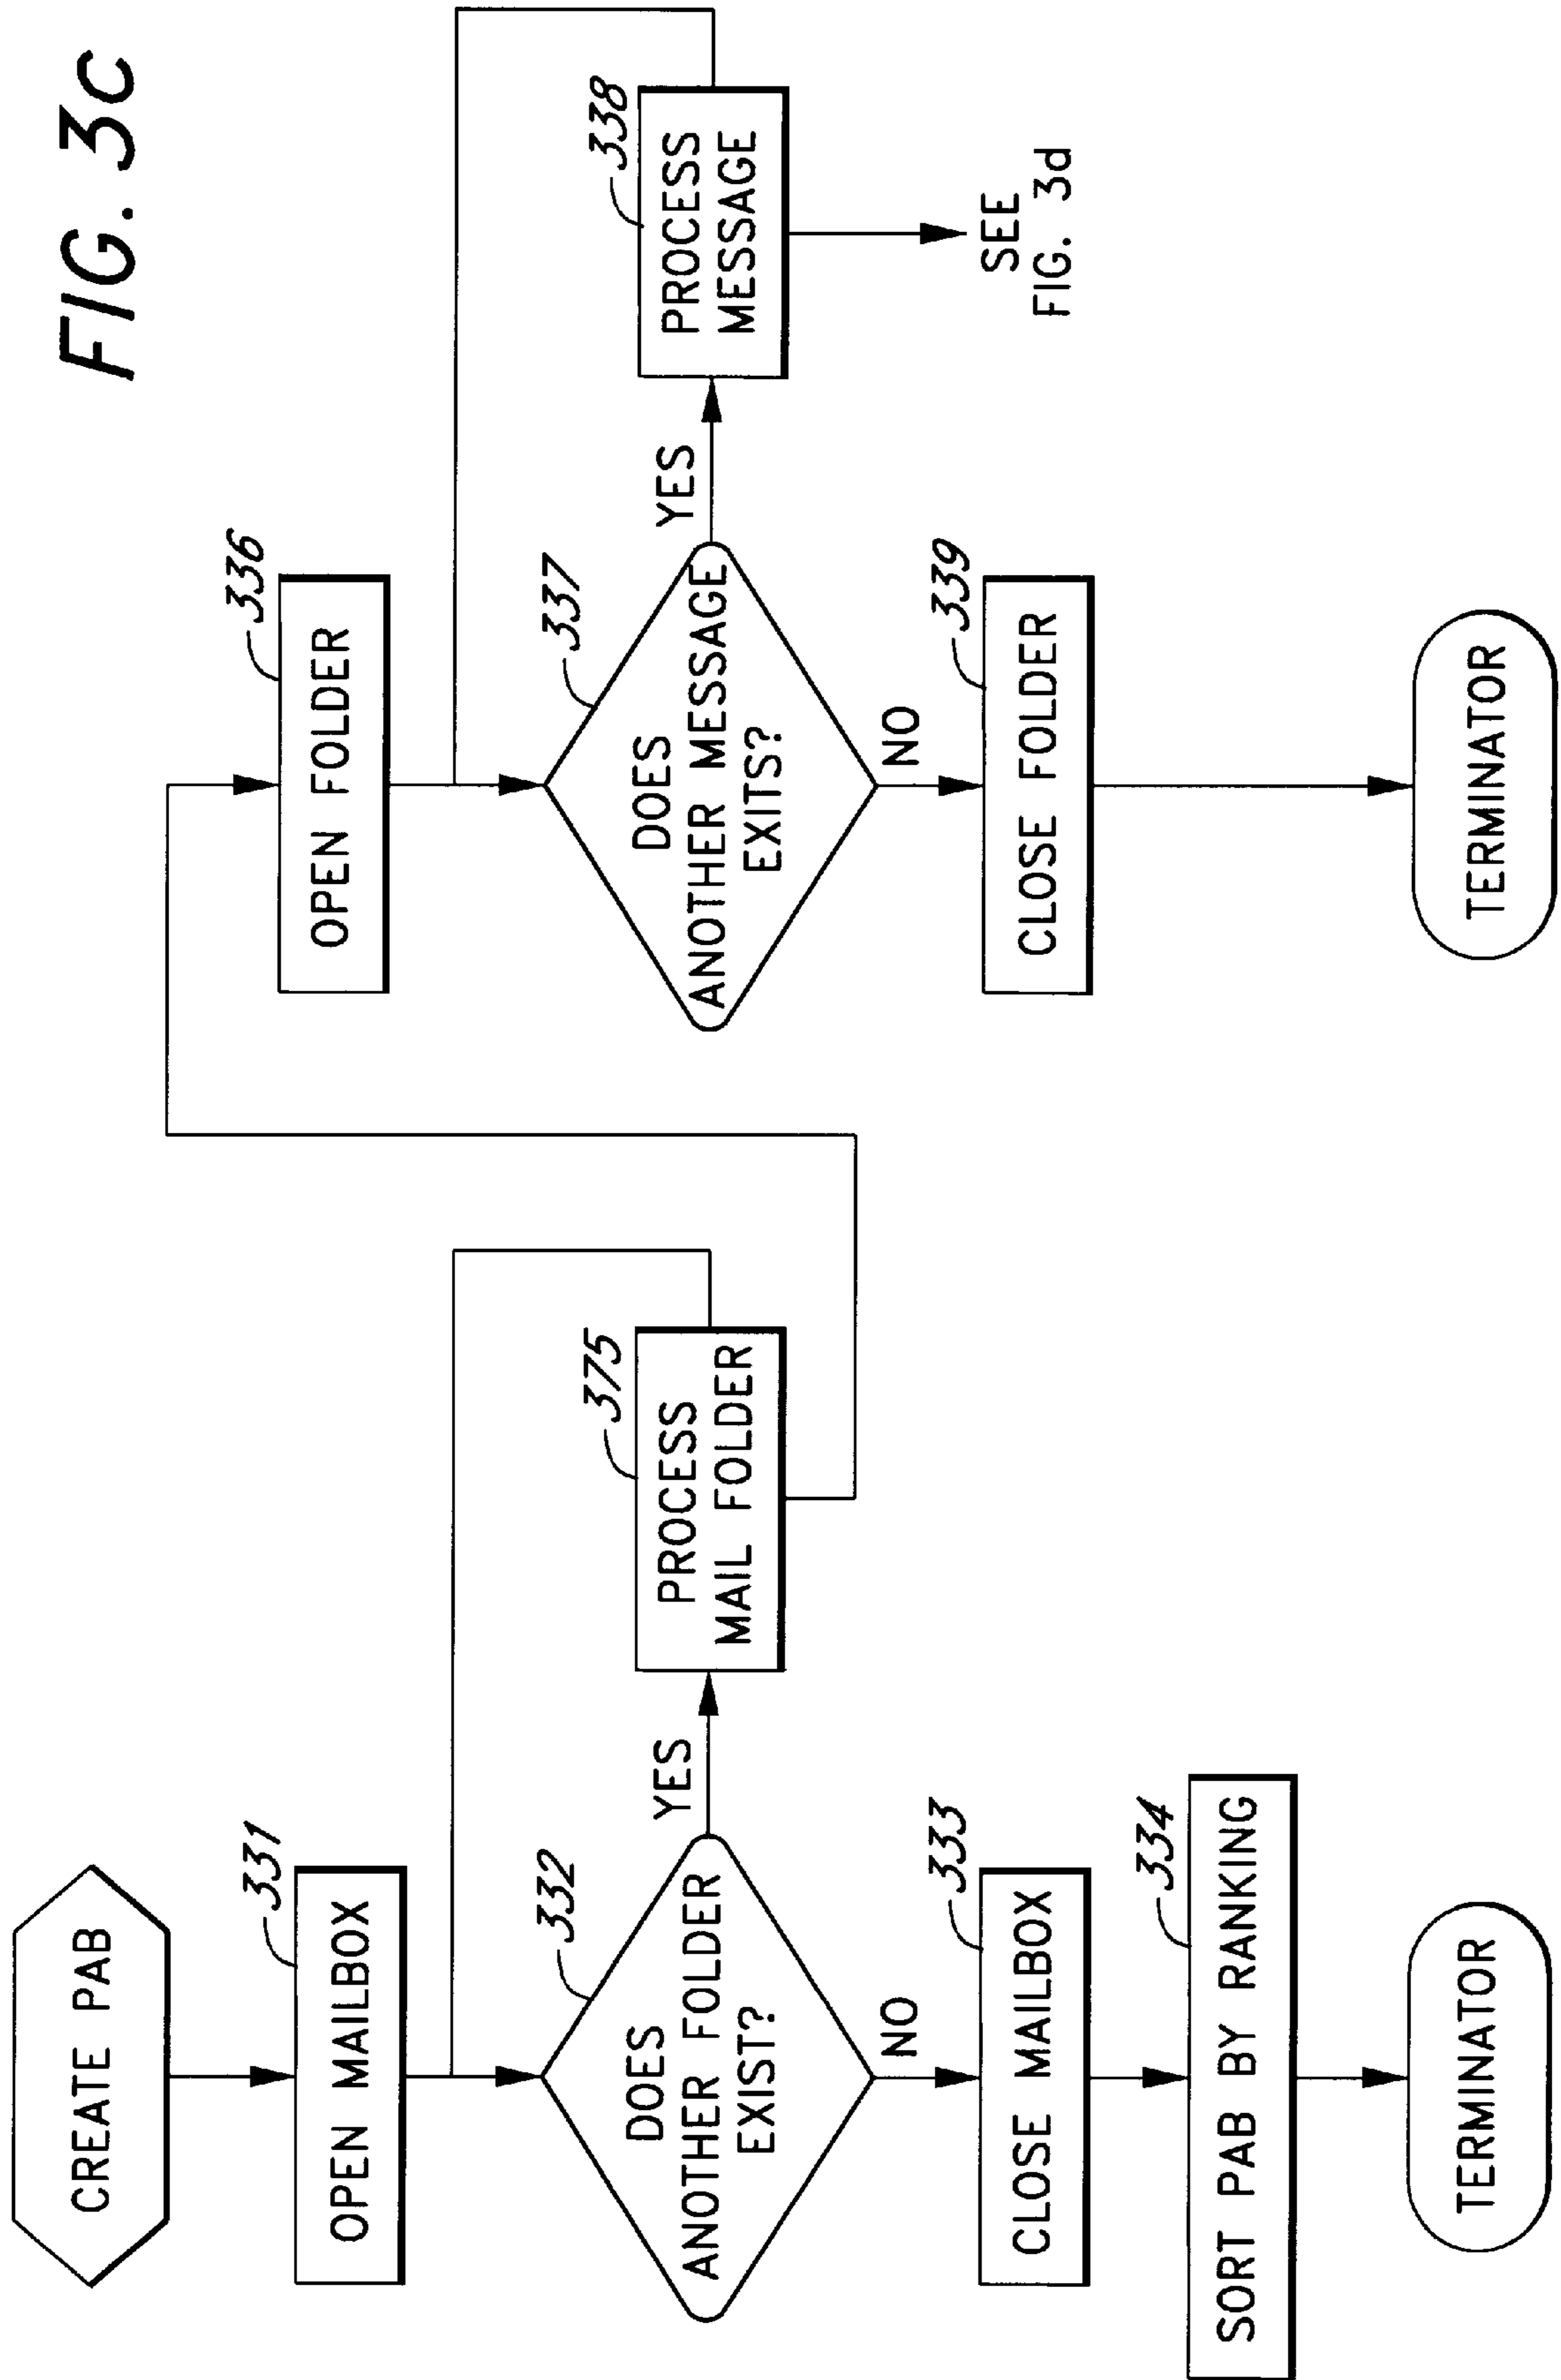 FIG. 3c
CREATE PAB
331
OPEN MAILBOX
332
DOES
ANOTHER FOLDER
EXIST?
YES
375
PROCESS
MAIL FOLDER
NO
333
CLOSE MAILBOX
334
SORT PAB BY RANKING
TERMINATOR
336
OPEN FOLDER
337
DOES
ANOTHER MESSAGE
EXITS?
YES
338
PROCESS
MESSAGE
SEE
FIG. 3d
NO
339
CLOSE FOLDER
TERMINATOR